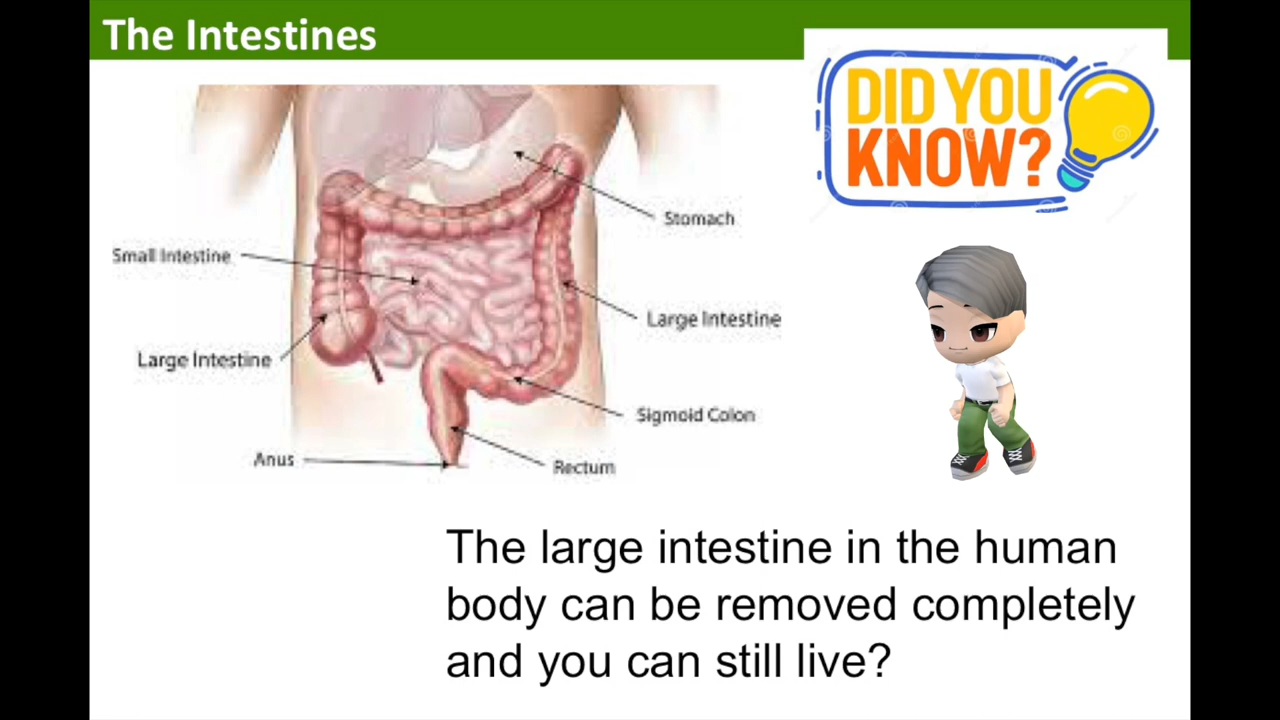 The Intestines
DID YOU
KNOW?
Stomach
Small Intestine
Large Intestine
Large Intestine
Sigmoid Colon
Anus
Rectum
The large intestine in the human
body can be removed completely
and you can still live?